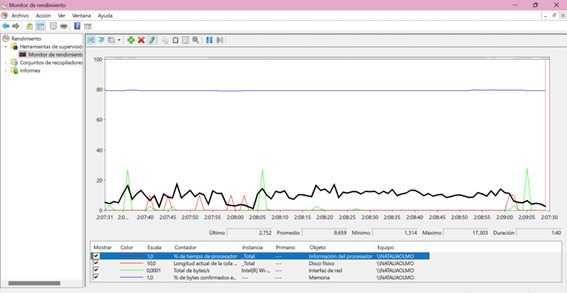 Monitor de rendimiento
Archivo Acción Ver Ventana Ayuda
Rendimiento
Herramientas de supervisió
Monitor de rendimiento
Conjuntos de recopiladores
Informes
100
80
60
40
20
0
2:07:31 2:0... 2:07:40 2:07:45 2:07:50 2:07:55 2:08:00 2:08:05 2:08:10 2:08:15 2:08:20 2:08:25 2:08:30 2:08:35 2:08:40 2:08:45 2:08:50 2:08:55 2:09:00 2:09:05 2:07:30
Último 2,752 Promedio 9,659 Mínimo 1,314 Máximo 17,303 Duración 1:40
Mostrar Color Escala Contador Instancia Primario Objeto Equipo
1,0 % de tiempo de procesador _Total --- Información del procesador \\NATALIAOLMO
10,0 Longitud actual de la cola ... _Total --- Disco físico \\NATALIAOLMO
0,0001 Total de bytes/s Intel[R] Wi-... --- Interfaz de red \\NATALIAOLMO
1,0 % de bytes confirmados e... --- --- Memoria \\NATALIAOLMO